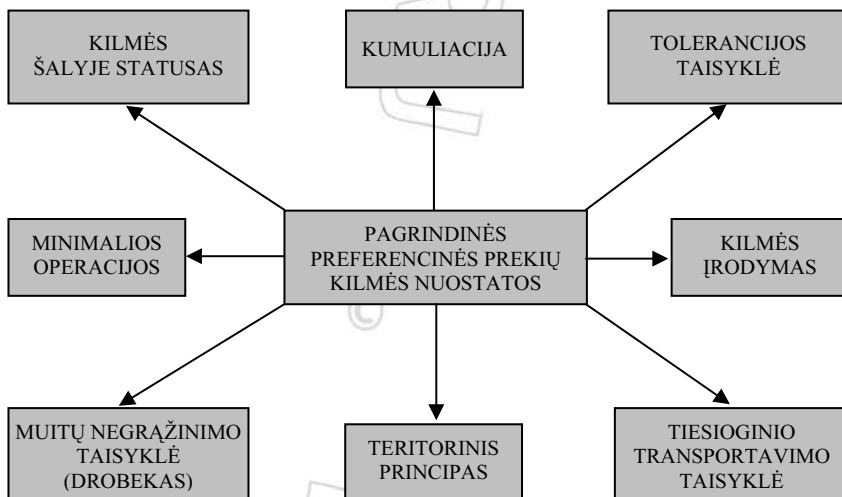 KILMĖS
ŠALYJE STATUSAS
KUMULIACIJA
TOLERANCIJOS
TAISYKLĖ
MINIMALIOS
OPERACIJOS
PAGRINDINĖS
PREFERENCINĖS PREKIŲ
KILMĖS NUOSTATOS
KILMĖS
ĮRODYMAS
©
MUITŲ NEGRĄŽINIMO
TAISYKLĖ
(DROBEKAS)
TERITORINIS
PRINCIPAS
TIESIOGINIO
TRANSPORTAVIMO
TAISYKLĖ